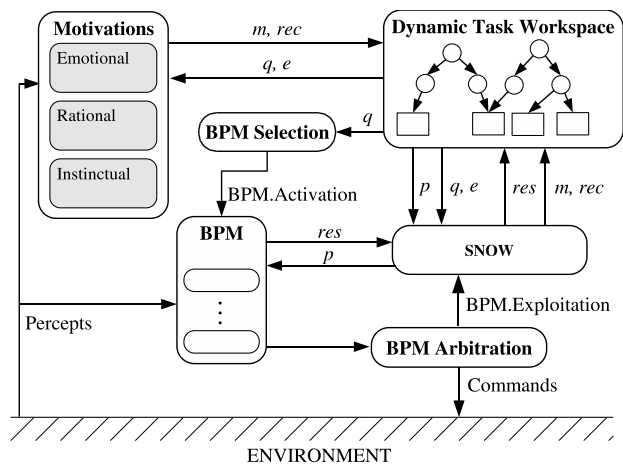 Motivations
Emotional
Rational
Instinctual
m, rec
q, e
Dynamic Task Workspace
q
BPM Selection
BPM.Activation
p
q, e
res
m, rec
BPM
res
p
SNOW
BPM.Exploitation
Percepts
BPM Arbitration
Commands
ENVIRONMENT